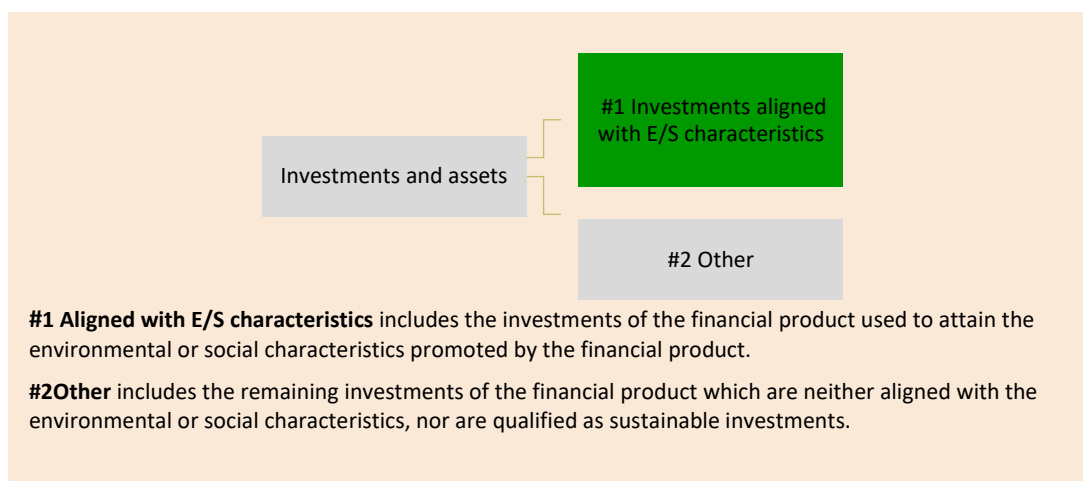 #1 Investments aligned
with E/S characteristics
Investments and assets
#2 Other
#1 Aligned with E/S characteristics includes the investments of the financial product used to attain the
environmental or social characteristics promoted by the financial product.
#2Other includes the remaining investments of the financial product which are neither aligned with the
environmental or social characteristics, nor are qualified as sustainable investments.